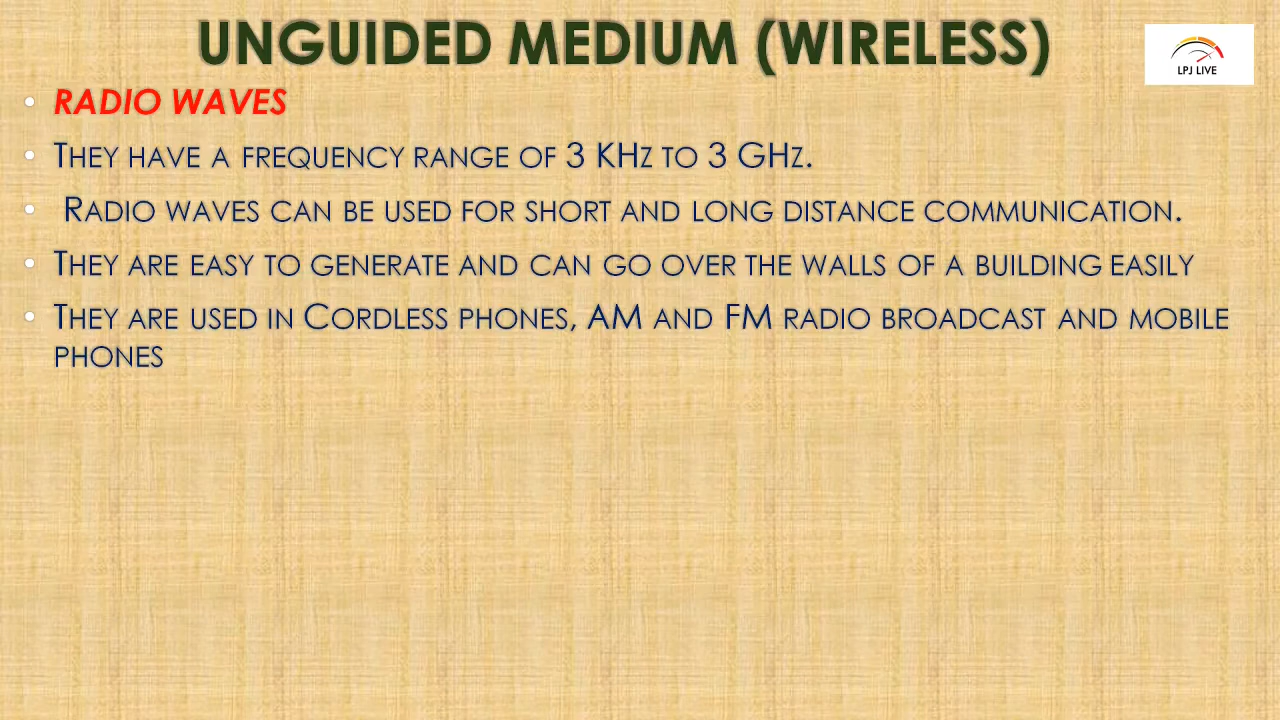 UNGUIDED MEDIUM (WIRELESS)
LPJ LIVE
• RADIO WAVES
• THEY HAVE A FREQUENCY RANGE OF 3 KHZ TO 3 GHZ.
• RADIO WAVES CAN BE USED FOR SHORT AND LONG DISTANCE COMMUNICATION.
• THEY ARE EASY TO GENERATE AND CAN GO OVER THE WALLS OF A BUILDING EASILY
• THEY ARE USED IN CORDLESS PHONES, AM AND FM RADIO BROADCAST AND MOBILE
PHONES